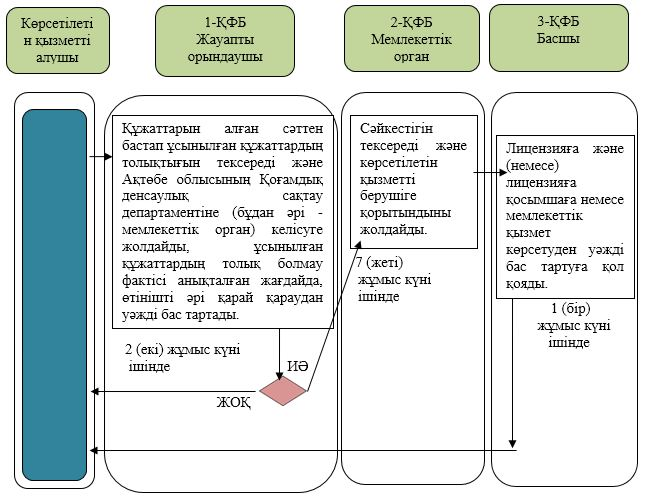 Көрсетілеті
н қызметті
алушы
1-ҚФБ
Жауапты
орындаушы
2-ҚФБ
Мемлекеттік
орган
3-ҚФБ
Басшы
Құжаттарын алған сәттен
бастап ұсынылған құжаттардың
толықтығын тексереді және
Ақтөбе облысының Қоғамдық
денсаулық сақтау
департаментіне (бұдан әрі -
мемлекеттік орган) келісуге
жолдайды, ұсынылған
құжаттардың толық болмау
фактісі анықталған жағдайда,
өтінішті әрі қарай қараудан
уәжді бас тартады.
2 (екі) жұмыс күні
ішінде
ИӘ
ЖОҚ
Сәйкестігін
тексереді және
көрсетілетін
қызметті
берушіге
қорытындыны
жолдайды.
7 (жеті)
жұмыс күні
ішінде
Лицензияға және
(немесе)
лицензияға
қосымшаға немесе
мемлекеттік
қызмет
көрсетуден уәжді
бас тартуға қол
қояды.
1 (бір)
жұмыс күні
ішінде